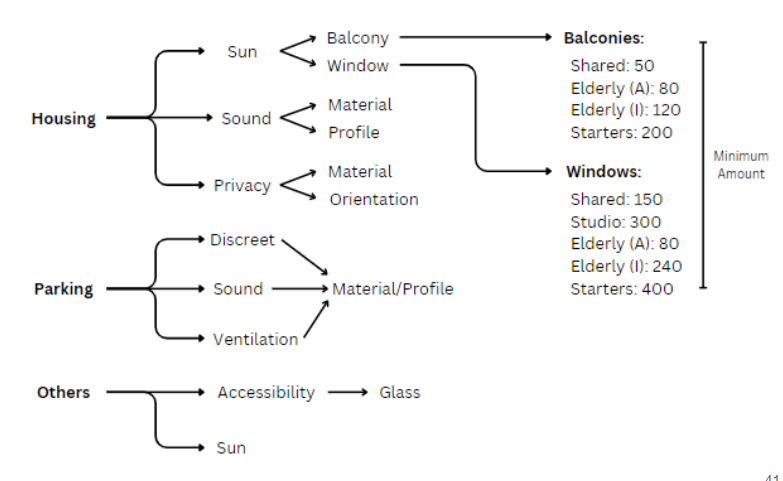 Housing
Sun
Balcony
Window
Sound
Material
Profile
Privacy
Material
Orientation
Balconies:
Shared: 50
Elderly (A): 80
Elderly (I): 120
Starters: 200
Windows:
Shared: 150
Studio: 300
Elderly (A): 80
Elderly (I): 240
Starters: 400
Minimum
Amount
Parking
Discreet
Sound
Ventilation
Material/Profile
Others
Accessibility
Glass
Sun
41